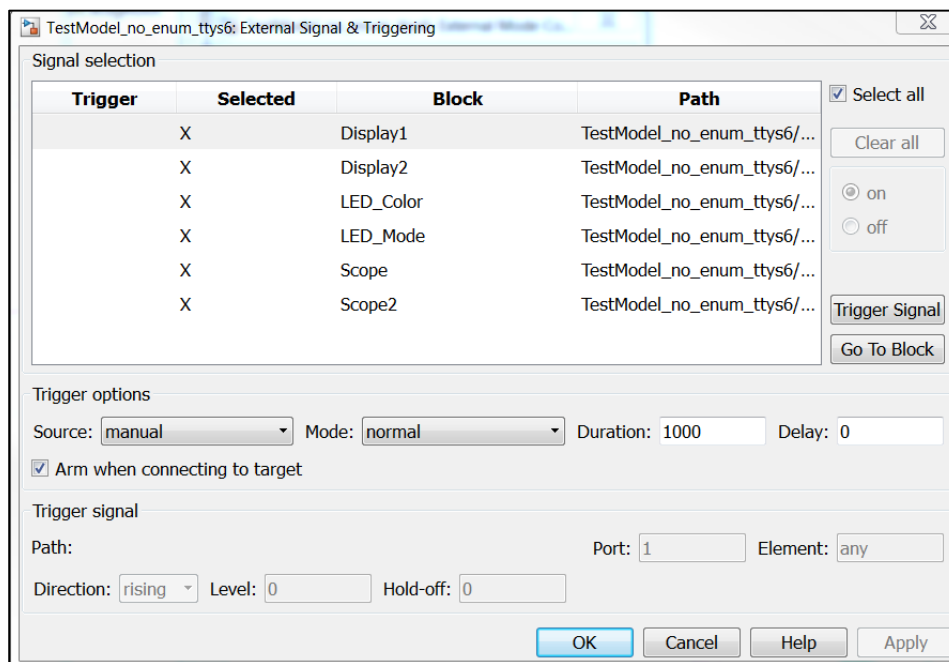 TestModel_no_enum_ttys6: External Signal & Triggering
Signal selection
Trigger Selected Block Path
Select all
X Display1 TestModel_no_enum_ttys6/...
Clear all
X Display2 TestModel_no_enum_ttys6/...
on
X LED_Color TestModel_no_enum_ttys6/...
off
X LED_Mode TestModel_no_enum_ttys6/...
X Scope TestModel_no_enum_ttys6/...
X Scope2 TestModel_no_enum_ttys6/...
Trigger Signal
Go To Block
Trigger options
Source: manual Mode: normal Duration: 1000 Delay: 0
Arm when connecting to target
Trigger signal
Path: Port: 1 Element: any
Direction: rising Level: 0 Hold-off: 0
OK Cancel Help Apply